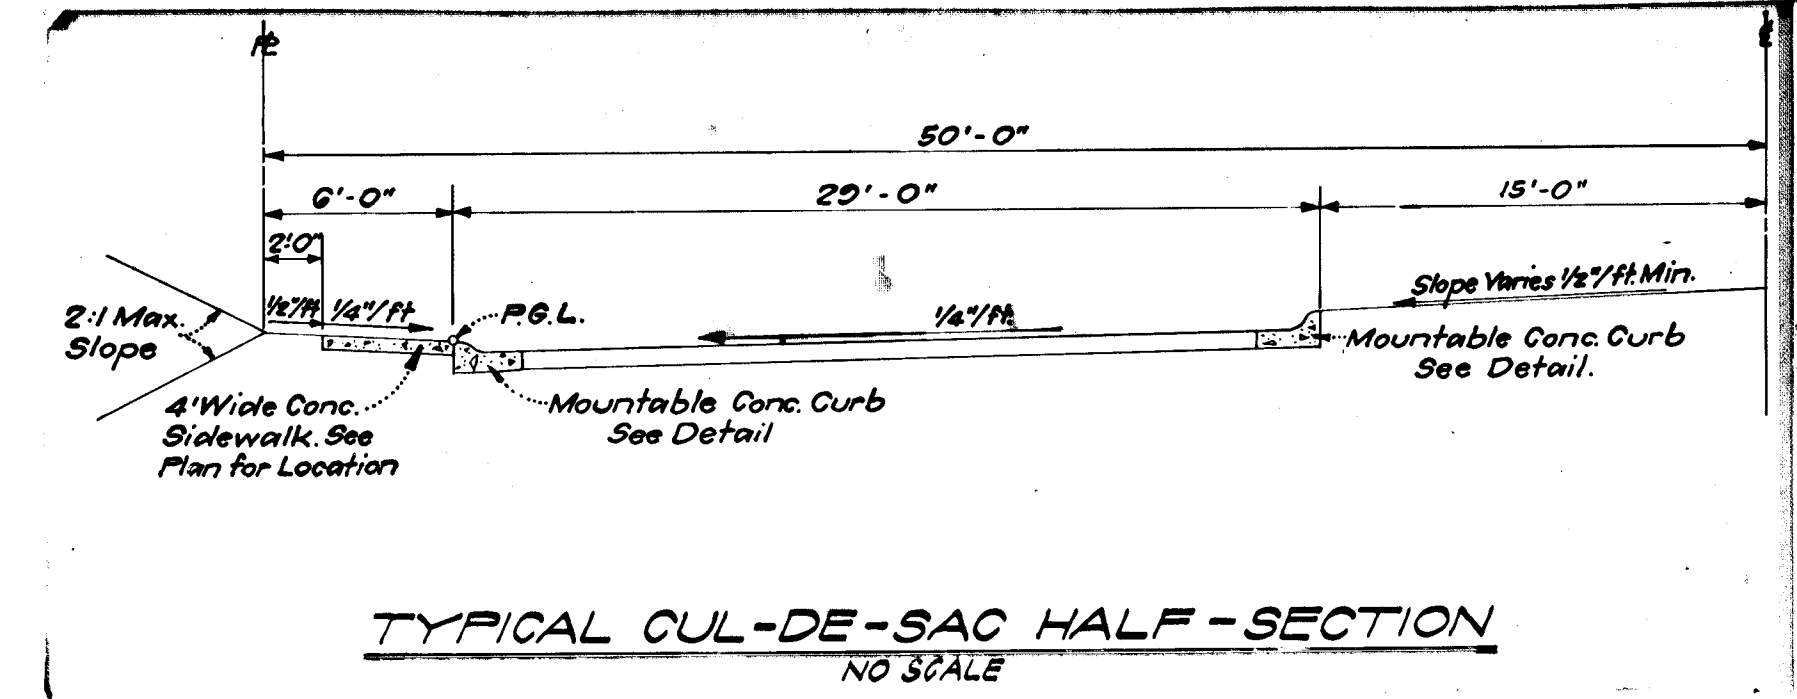 PL
CL
50'-0"
6'-0"
29'-0"
15'-0"
2'0"
1/2"/ft
1/4"/ft
P.G.L.
1/4"/ft.
Slope Varies 1/2"/ft. Min.
2:1 Max.
Slope
Mountable Conc. Curb
See Detail.
4' Wide Conc.
Sidewalk. See
Plan for Location
Mountable Conc. Curb
See Detail
TYPICAL CUL-DE-SAC HALF-SECTION
NO SCALE